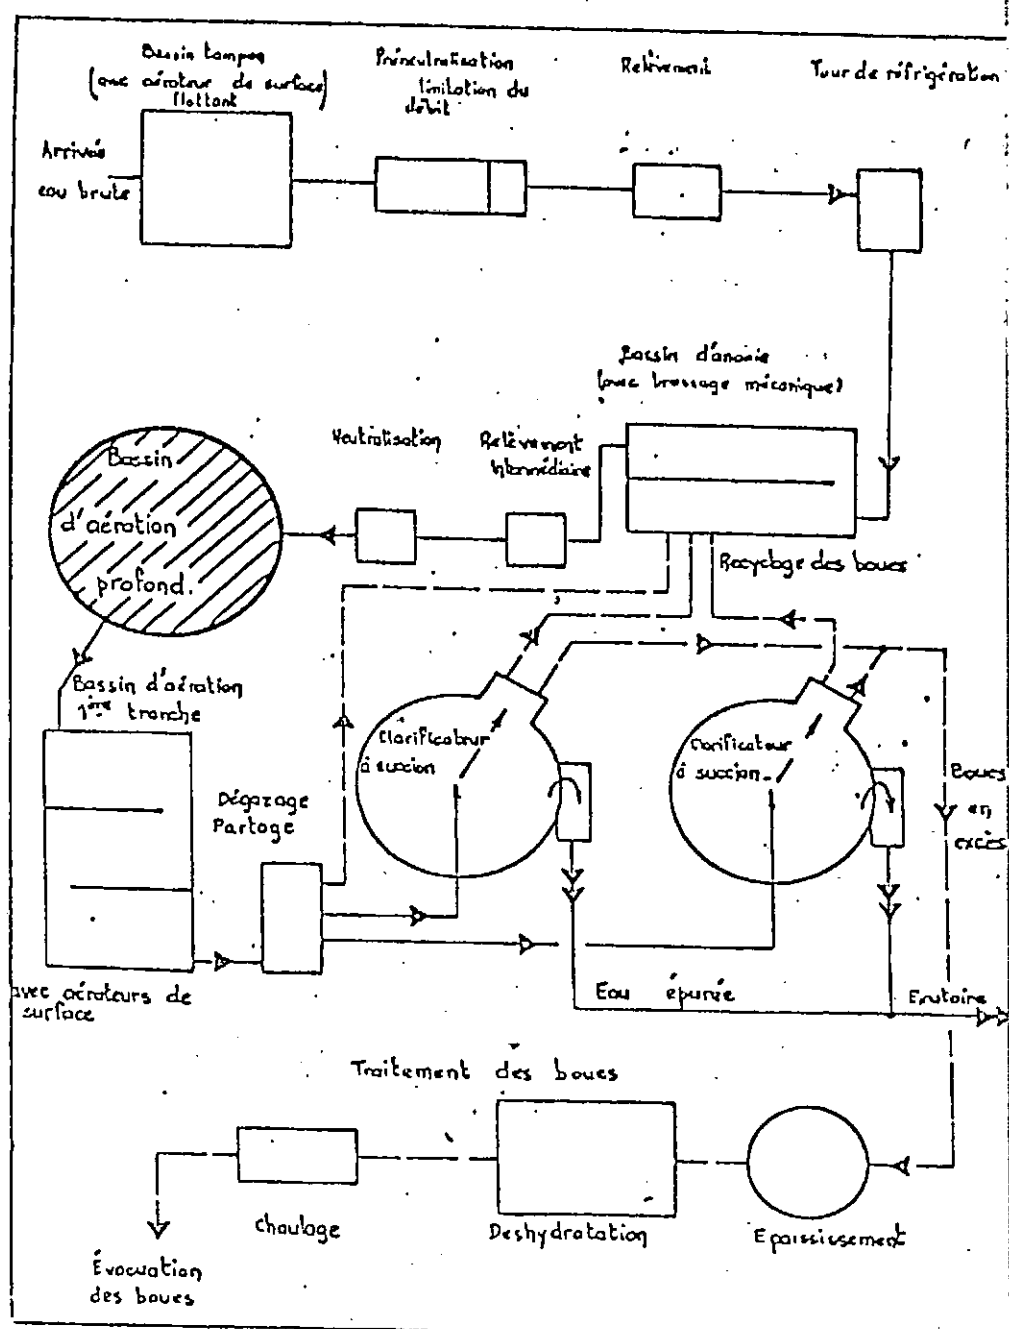 Bassin tampon
(avec aérateur de surface)
flottant
Préneutralisation
limitation du
débit
Relèvement
Tour de réfrigération
Arrivée
eau brute
Bassin d'anoxie
(avec brassage mécanique)
Neutralisation
Relèvement
Intermédiaire
Bassin
d'aération
profond.
Recyclage des boues
Bassin d'aération
1ère tranche
Clarificateur
à succion
Clarificateur
à succion
Boues
en
excès
Dégazage
Partage
avec aérateurs de
surface
Eau épurée
Exutoire
Traitement des boues
Chaulage
Deshydratation
Epaississement
Évacuation
des boues